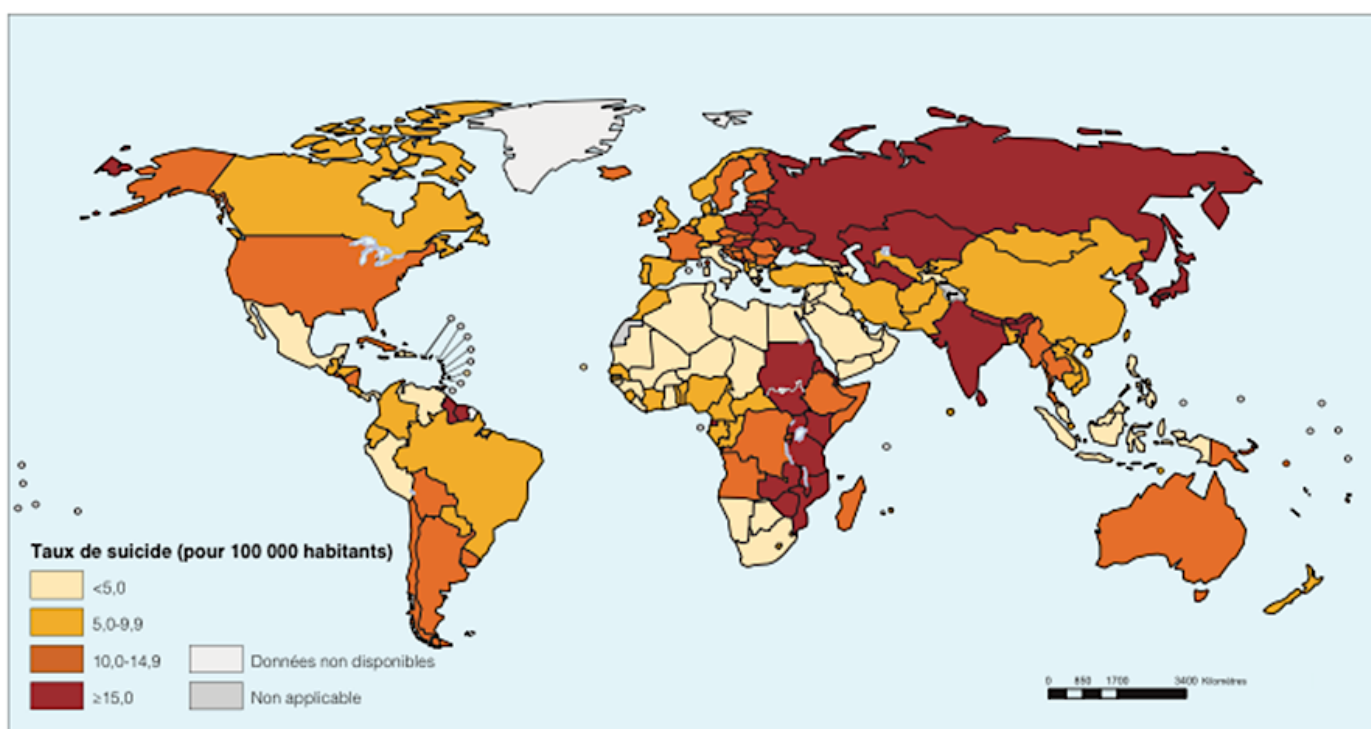 Taux de suicide (pour 100 000 habitants)
<5,0
5,0-9,9
10,0-14,9
≥15,0
Données non disponibles
Non applicable
0 850 1700 3400 Kilomètres